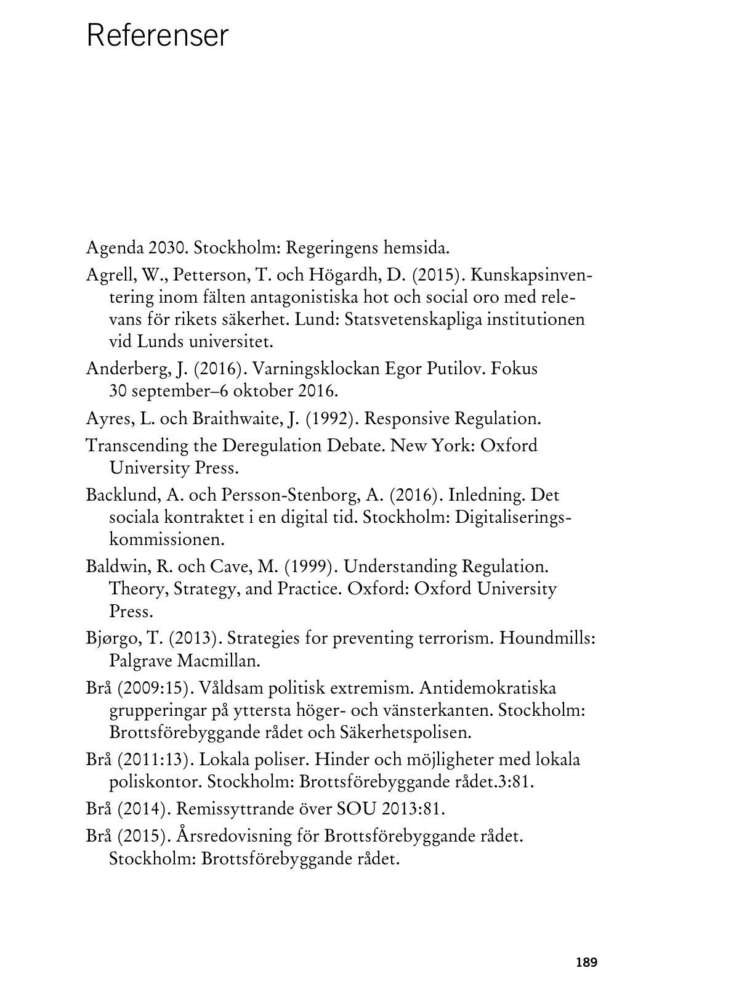 Referenser
Agenda 2030. Stockholm: Regeringens hemsida.
Agrell, W., Petterson, T. och Högardh, D. (2015). Kunskapsinven-
tering inom fälten antagonistiska hot och social oro med rele-
vans för rikets säkerhet. Lund: Statsvetenskapliga institutionen
vid Lunds universitet.
Anderberg, J. (2016). Varningsklockan Egor Putilov. Fokus
30 september–6 oktober 2016.
Ayres, L. och Braithwaite, J. (1992). Responsive Regulation.
Transcending the Deregulation Debate. New York: Oxford
University Press.
Backlund, A. och Persson-Stenborg, A. (2016). Inledning. Det
sociala kontraktet i en digital tid. Stockholm: Digitaliserings-
kommissionen.
Baldwin, R. och Cave, M. (1999). Understanding Regulation.
Theory, Strategy, and Practice. Oxford: Oxford University
Press.
Bjørgo, T. (2013). Strategies for preventing terrorism. Houndmills:
Palgrave Macmillan.
Brå (2009:15). Våldsam politisk extremism. Antidemokratiska
grupperingar på yttersta höger- och vänsterkanten. Stockholm:
Brottsförebyggande rådet och Säkerhetspolisen.
Brå (2011:13). Lokala poliser. Hinder och möjligheter med lokala
poliskontor. Stockholm: Brottsförebyggande rådet.3:81.
Brå (2014). Remissyttrande över SOU 2013:81.
Brå (2015). Årsredovisning för Brottsförebyggande rådet.
Stockholm: Brottsförebyggande rådet.
189